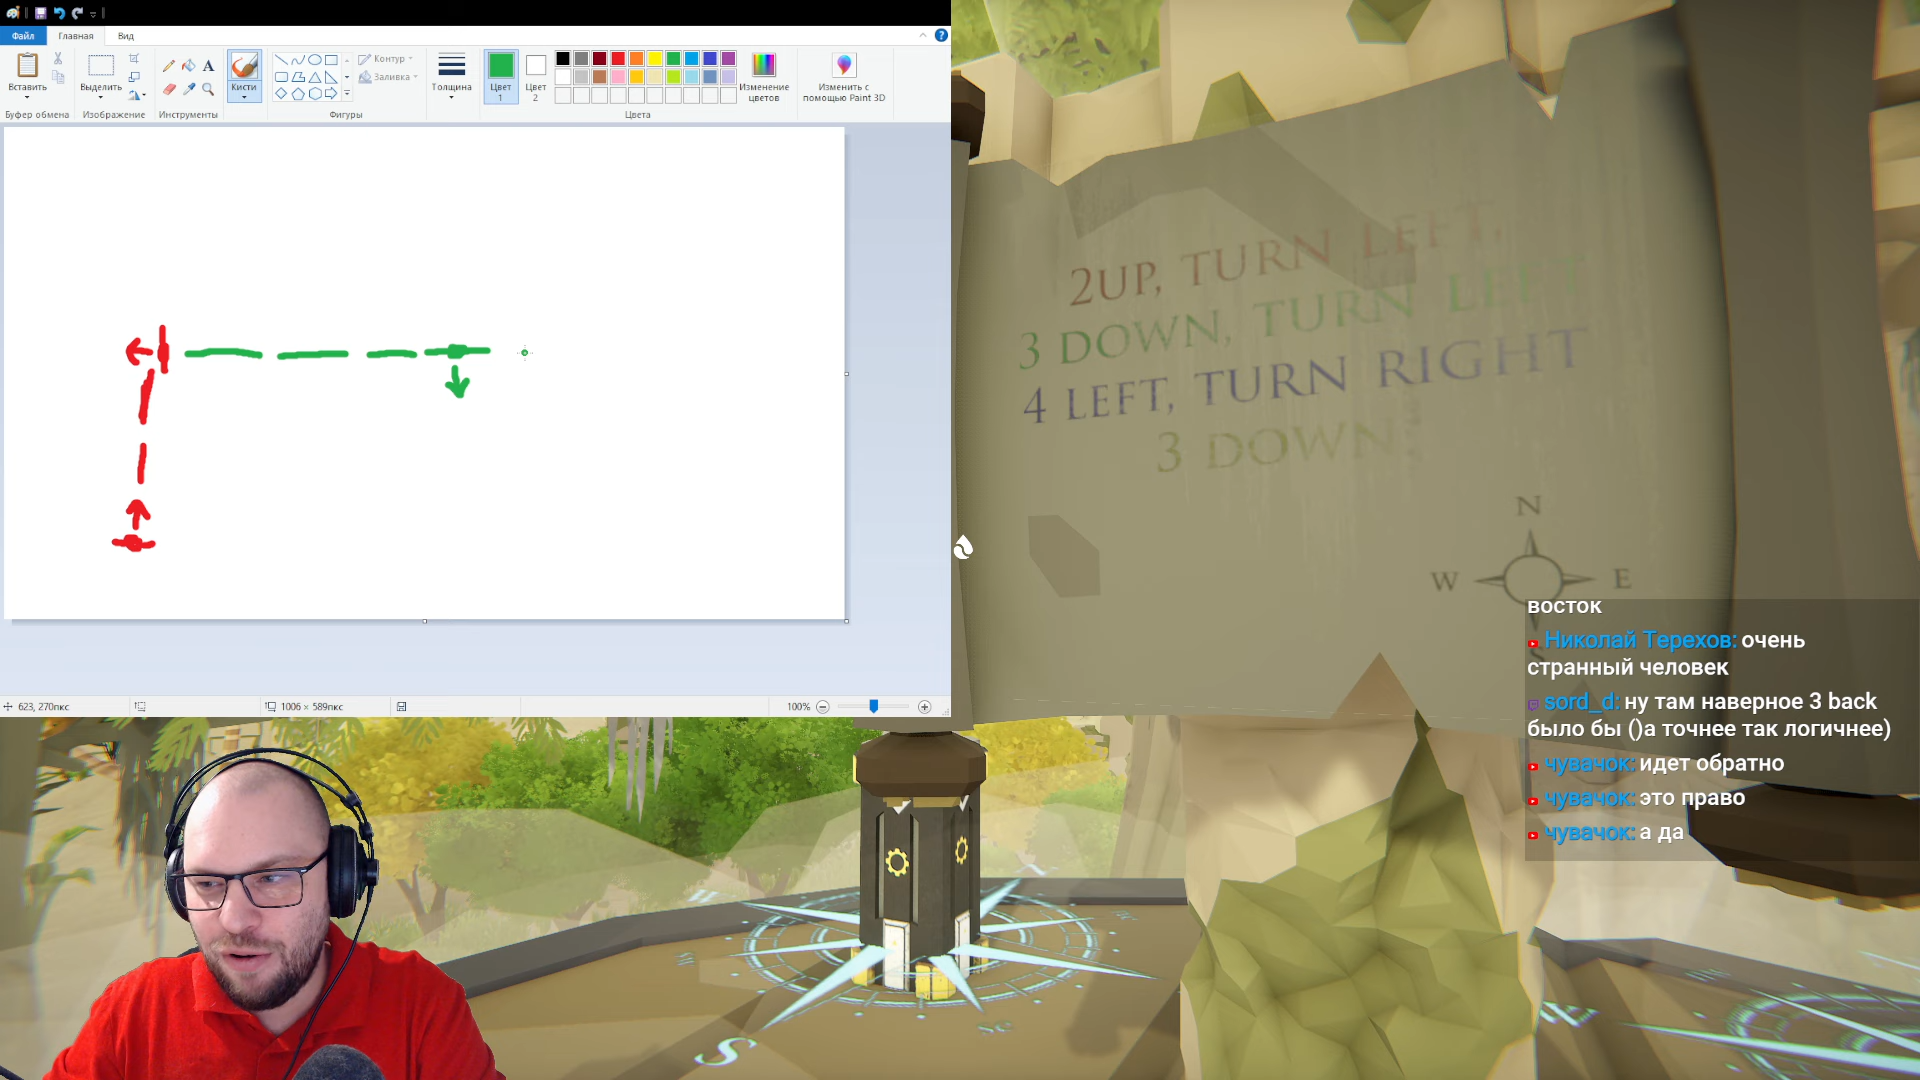 Файл
Главная
Вид
Вставить
Выделить
A
Кисти
Контур
Заливка
Толщина
Цвет
1
Цвет
2
Изменение
цветов
Изменить с
помощью Paint 3D
Буфер обмена
Изображение
Инструменты
Фигуры
Цвета
2UP, TURN LEFT,
3 DOWN, TURN LEFT
4 LEFT, TURN RIGHT
3 DOWN
N
W
E
623, 270пкс
1006 × 589пкс
100%
восток
Николай Терехов: очень
странный человек
sord_d: ну там наверное 3 back
было бы ()а точнее так логичнее)
чувачок: идет обратно
чувачок: это право
чувачок: а да
S